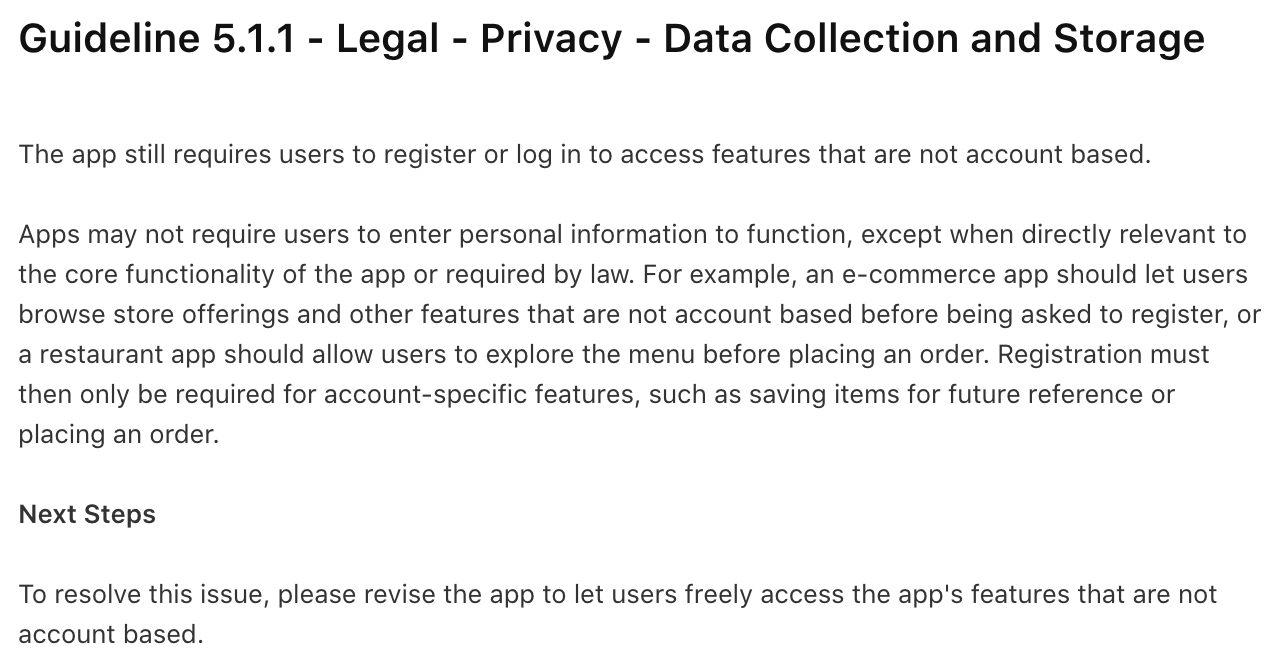 Guideline 5.1.1 - Legal - Privacy - Data Collection and Storage
The app still requires users to register or log in to access features that are not account based.
Apps may not require users to enter personal information to function, except when directly relevant to
the core functionality of the app or required by law. For example, an e-commerce app should let users
browse store offerings and other features that are not account based before being asked to register, or
a restaurant app should allow users to explore the menu before placing an order. Registration must
then only be required for account-specific features, such as saving items for future reference or
placing an order.
Next Steps
To resolve this issue, please revise the app to let users freely access the app's features that are not
account based.